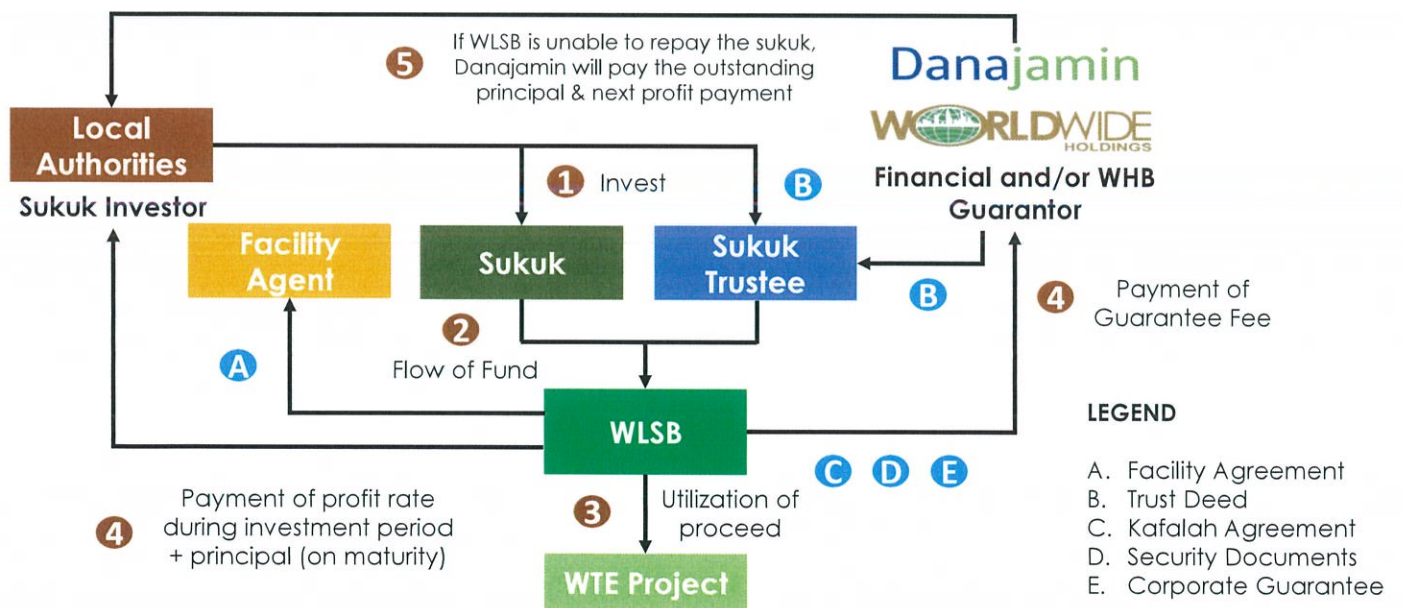 5
If WLSB is unable to repay the sukuk,
Danajamin will pay the outstanding
principal & next profit payment
Danajamin
WORLDWIDE
HOLDINGS
Financial and/or WHB
Guarantor
Local
Authorities
Sukuk Investor
1 Invest
B
Facility
Agent
Sukuk
Sukuk
Trustee
B
4
Payment of
Guarantee Fee
2
Flow of Fund
A
WLSB
C D E
4
Payment of profit rate
during investment period
+ principal (on maturity)
3
Utilization of
proceed
WTE Project
LEGEND
A. Facility Agreement
B. Trust Deed
C. Kafalah Agreement
D. Security Documents
E. Corporate Guarantee